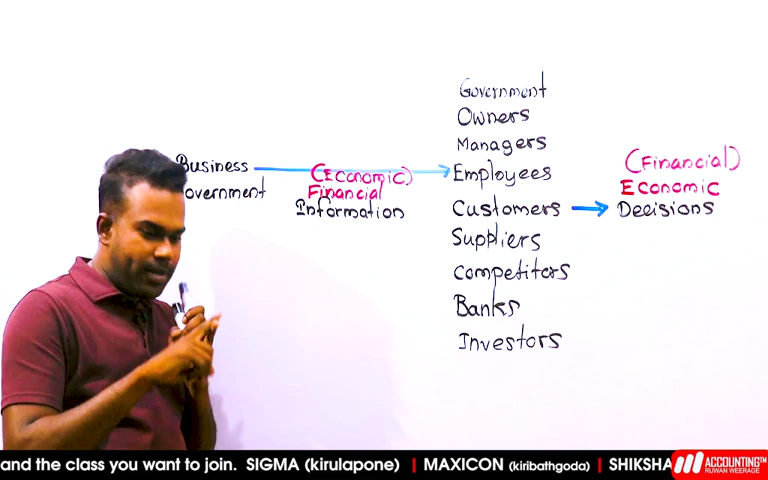 Business
overnment
(Economic)
Financial
Information
Government
Owners
Managers
Employees
Customers
Suppliers
competitors
Banks
Investors
(Financial)
Economic
Decisions
and the class you want to join. SIGMA (kirulapone) | MAXICON (kiribathgoda) | SHIKSHA
ACCOUNTING™
RUWAN WEERAGE